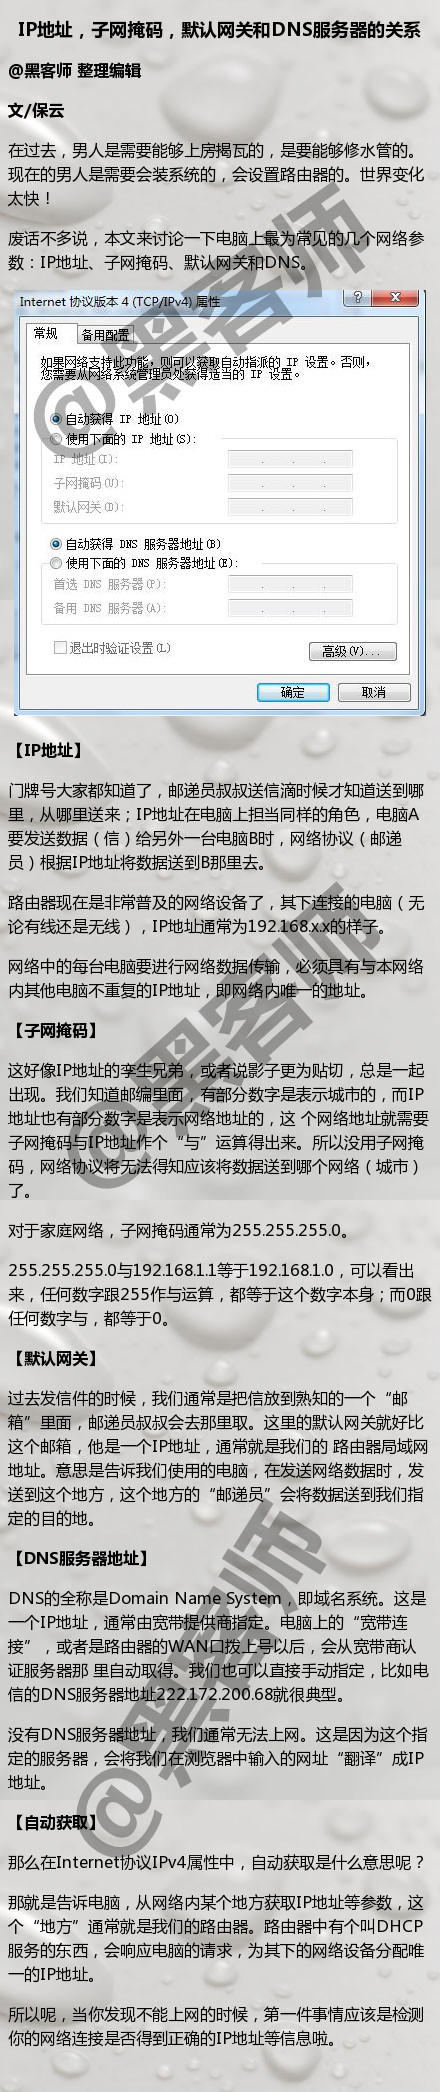 IP地址，子网掩码，默认网关和DNS服务器的关系
@黑客师 整理编辑
文/保云
在过去，男人是需要能够上房揭瓦的，是要能够修水管的。
现在的男人是需要会装系统的，会设置路由器的。世界变化
太快！
废话不多说，本文来讨论一下电脑上最为常见的几个网络参
数：IP地址、子网掩码、默认网关和DNS。
Internet 协议版本 4 (TCP/IPv4) 属性
常规 备用配置
如果网络支持此功能，则可以获取自动指派的 IP 设置。否则，
您需要从网络系统管理员处获得适当的 IP 设置。
自动获得 IP 地址(O)
使用下面的 IP 地址(S):
IP 地址(I):
子网掩码(U):
默认网关(D):
自动获得 DNS 服务器地址(B)
使用下面的 DNS 服务器地址(E):
首选 DNS 服务器(P):
备用 DNS 服务器(A):
退出时验证设置(L)
高级(V)...
确定 取消
【IP地址】
门牌号大家都知道了，邮递员叔叔送信滴时候才知道送到哪
里，从哪里送来；IP地址在电脑上担当同样的角色，电脑A
要发送数据（信）给另外一台电脑B时，网络协议（邮递
员）根据IP地址将数据送到B那里去。
路由器现在是非常普及的网络设备了，其下连接的电脑（无
论有线还是无线），IP地址通常为192.168.x.x的样子。
网络中的每台电脑要进行网络数据传输，必须具有与本网络
内其他电脑不重复的IP地址，即网络内唯一的地址。
【子网掩码】
这好像IP地址的孪生兄弟，或者说影子更为贴切，总是一起
出现。我们知道邮编里面，有部分数字是表示城市的，而IP
地址也有部分数字是表示网络地址的，这 个网络地址就需要
子网掩码与IP地址作个“与”运算得出来。所以没用子网掩
码，网络协议将无法得知应该将数据送到哪个网络（城市）
了。
对于家庭网络，子网掩码通常为255.255.255.0。
255.255.255.0与192.168.1.1等于192.168.1.0，可以看出
来，任何数字跟255作与运算，都等于这个数字本身；而0跟
任何数字与，都等于0。
【默认网关】
过去发信件的时候，我们通常是把信放到熟知的一个“邮
箱”里面，邮递员叔叔会去那里取。这里的默认网关就好比
这个邮箱，他是一个IP地址，通常就是我们的 路由器局域网
地址。意思是告诉我们使用的电脑，在发送网络数据时，发
送到这个地方，这个地方的“邮递员”会将数据送到我们指
定的目的地。
【DNS服务器地址】
DNS的全称是Domain Name System，即域名系统。这是
一个IP地址，通常由宽带提供商指定。电脑上的“宽带连
接”，或者是路由器的WAN口拨上号以后，会从宽带商认
证服务器那 里自动取得。我们也可以直接手动指定，比如电
信的DNS服务器地址222.172.200.68就很典型。
没有DNS服务器地址，我们通常无法上网。这是因为这个指
定的服务器，会将我们在浏览器中输入的网址“翻译”成IP
地址。
【自动获取】
那么在Internet协议IPv4属性中，自动获取是什么意思呢？
那就是告诉电脑，从网络内某个地方获取IP地址等参数，这
个“地方”通常就是我们的路由器。路由器中有个叫DHCP
服务的东西，会响应电脑的请求，为其下的网络设备分配唯
一的IP地址。
所以呢，当你发现不能上网的时候，第一件事情应该是检测
你的网络连接是否得到正确的IP地址等信息啦。
@黑客师
@黑客师
@黑客师